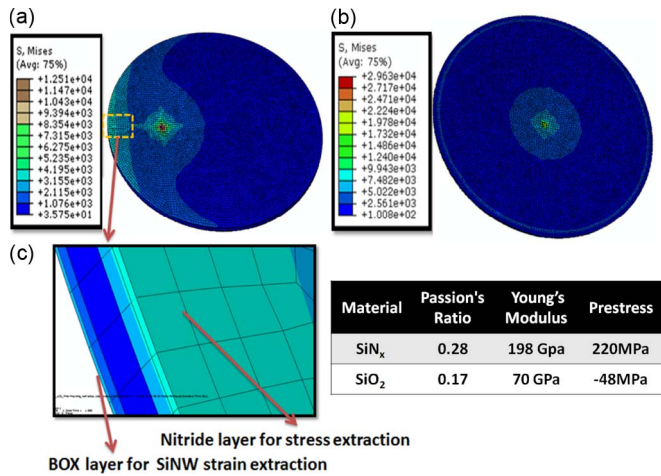 (a)
S, Mises
(Avg: 75%)
+1.251e+04
+1.147e+04
+1.043e+04
+9.394e+03
+8.354e+03
+7.315e+03
+6.275e+03
+5.235e+03
+4.195e+03
+3.155e+03
+2.115e+03
+1.076e+03
+3.575e+01
(b)
S, Mises
(Avg: 75%)
+2.963e+04
+2.717e+04
+2.471e+04
+2.224e+04
+1.978e+04
+1.732e+04
+1.486e+04
+1.240e+04
+9.943e+03
+7.482e+03
+5.022e+03
+2.561e+03
+1.008e+02
(c)
Nitride layer for stress extraction
BOX layer for SiNW strain extraction
Material Passion's Ratio Young's Modulus Prestress
SiNx 0.28 198 Gpa 220MPa
SiO2 0.17 70 GPa -48MPa